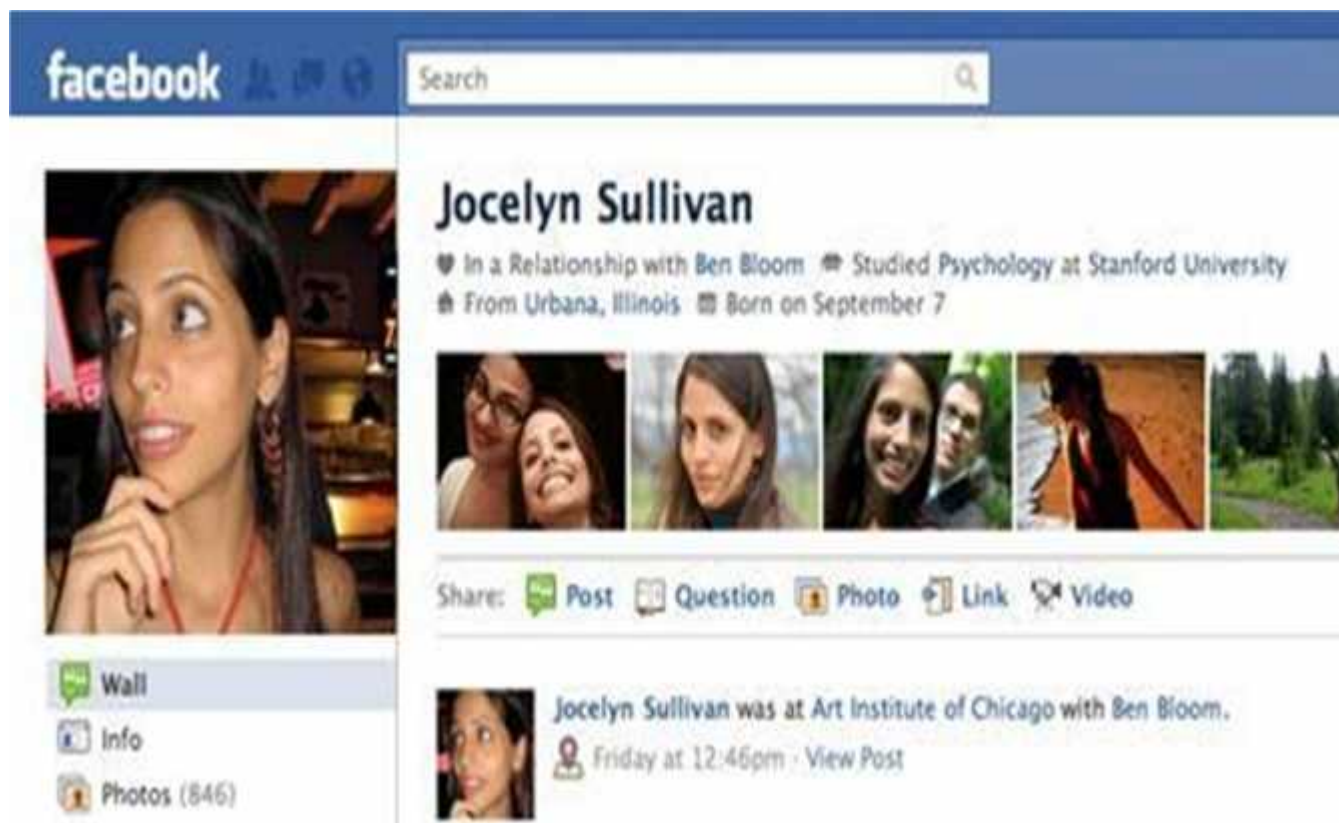 facebook
Search
Jocelyn Sullivan
In a Relationship with Ben Bloom Studied Psychology at Stanford University
From Urbana, Illinois Born on September 7
Share: Post Question Photo Link Video
Wall
Info
Photos (846)
Jocelyn Sullivan was at Art Institute of Chicago with Ben Bloom.
Friday at 12:46pm · View Post